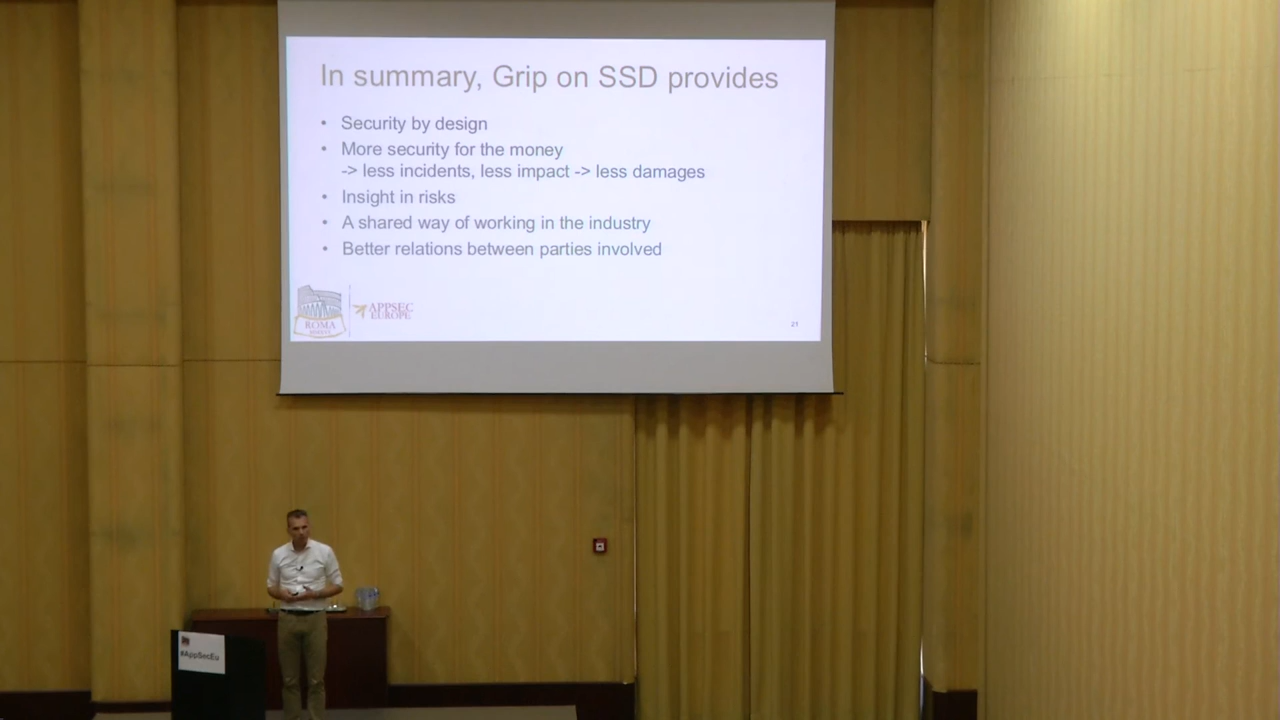 In summary, Grip on SSD provides
• Security by design
• More security for the money
-> less incidents, less impact -> less damages
• Insight in risks
• A shared way of working in the industry
• Better relations between parties involved
ROMA
APPSEC
EUROPE
21
#AppSecEu